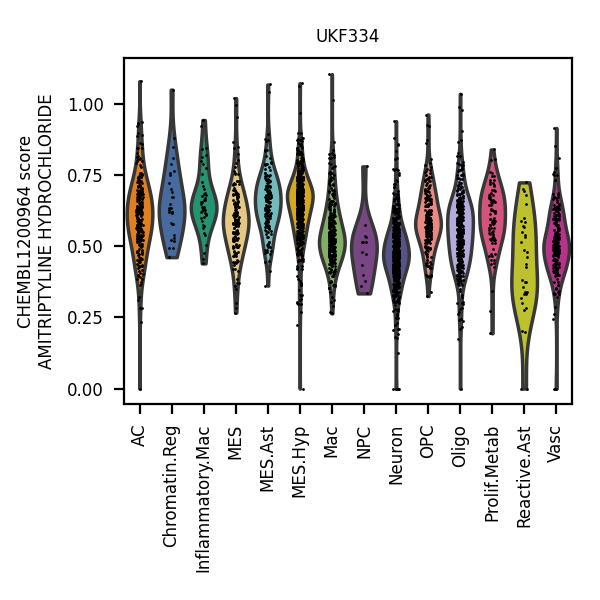 UKF334
CHEMBL1200964 score
AMITRIPTYLINE HYDROCHLORIDE
1.00
0.75
0.50
0.25
0.00
AC
Chromatin.Reg
Inflammatory.Mac
MES
MES.Ast
MES.Hyp
Mac
NPC
Neuron
OPC
Oligo
Prolif.Metab
Reactive.Ast
Vasc